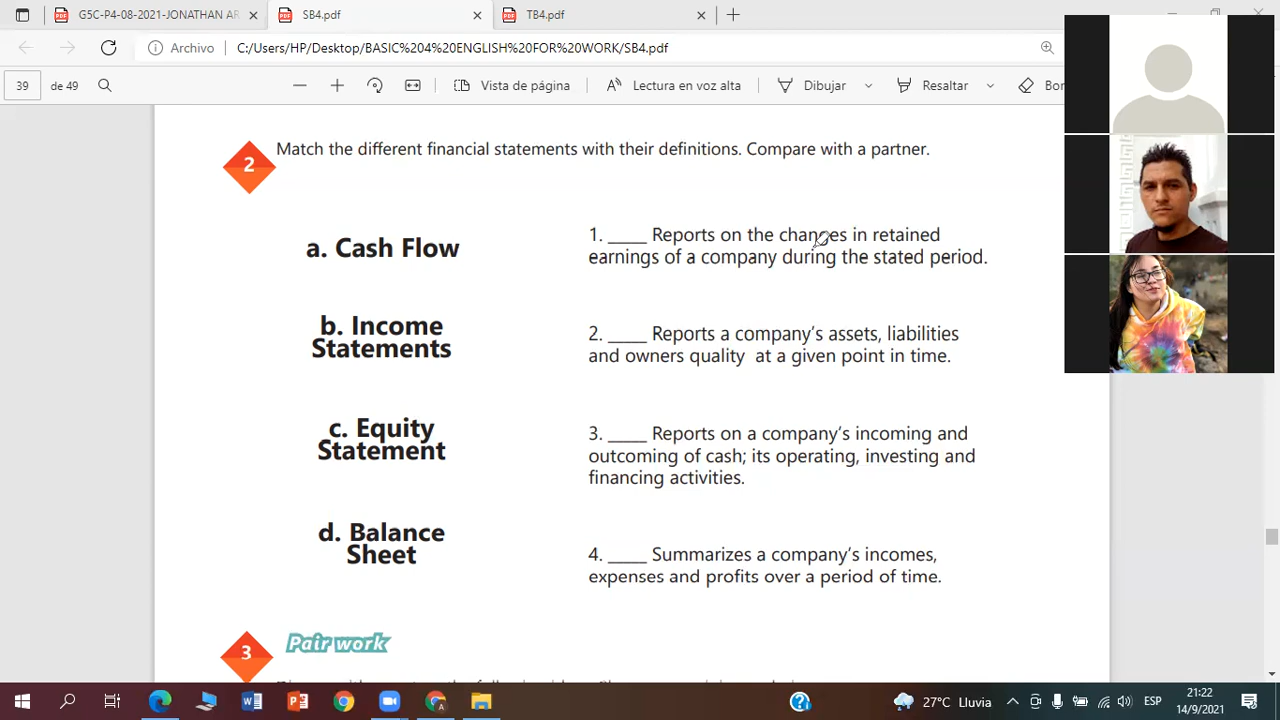 G5C-P4-08-2021-JONATHAN AR
SB4.pdf
TB4.pdf
Archivo
C:/Users/HP/Desktop/BASIC%204%20ENGLISH%20FOR%20WORK/SB4.pdf
39
de 49
Vista de página
Lectura en voz alta
Dibujar
Resaltar
Bor
2
Match the different financial statements with their definitions. Compare with a partner.
a. Cash Flow
1. ____ Reports on the changes in retained
earnings of a company during the stated period.
b. Income
Statements
2. ____ Reports a company's assets, liabilities
and owners quality at a given point in time.
c. Equity
Statement
3. ____ Reports on a company's incoming and
outcoming of cash; its operating, investing and
financing activities.
d. Balance
Sheet
4. ____ Summarizes a company's incomes,
expenses and profits over a period of time.
3
Pair work
27°C Lluvia
ESP
21:22
14/9/2021